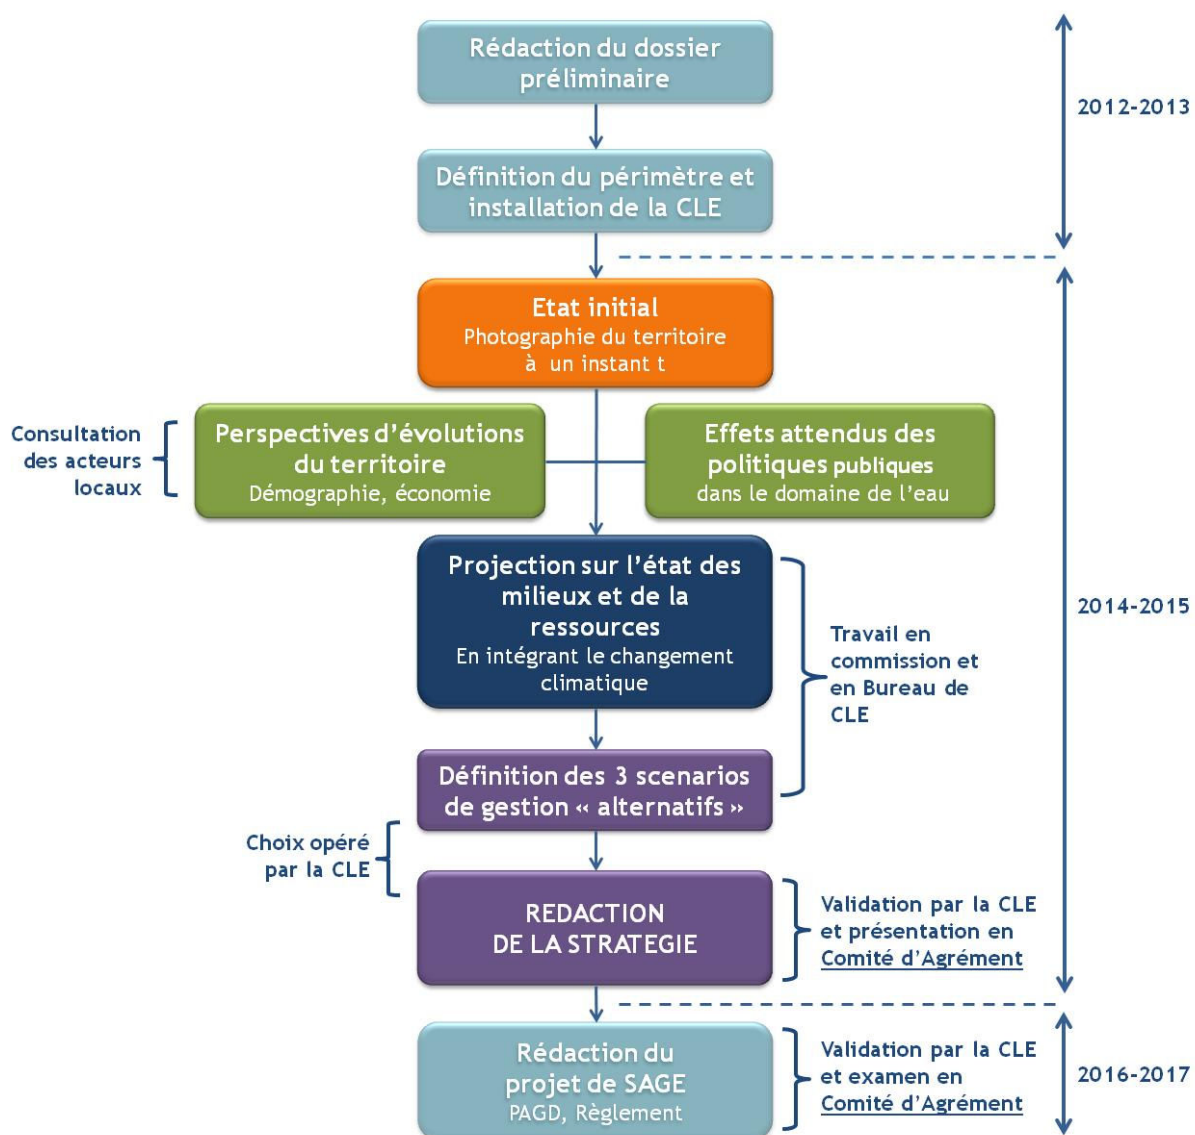 Rédaction du dossier
préliminaire
2012-2013
Définition du périmètre et
installation de la CLE
Etat initial
Photographie du territoire
à un instant t
Consultation
des acteurs
locaux
Perspectives d'évolutions
du territoire
Démographie, économie
Effets attendus des
politiques publiques
dans le domaine de l'eau
Projection sur l'état des
milieux et de la
ressources
En intégrant le changement
climatique
2014-2015
Travail en
commission et
en Bureau de
CLE
Définition des 3 scenarios
de gestion « alternatifs »
Choix opéré
par la CLE
REDACTION
DE LA STRATEGIE
Validation par la CLE
et présentation en
Comité d'Agrément
Rédaction du
projet de SAGE
PAGD, Règlement
Validation par la CLE
et examen en
Comité d'Agrément
2016-2017